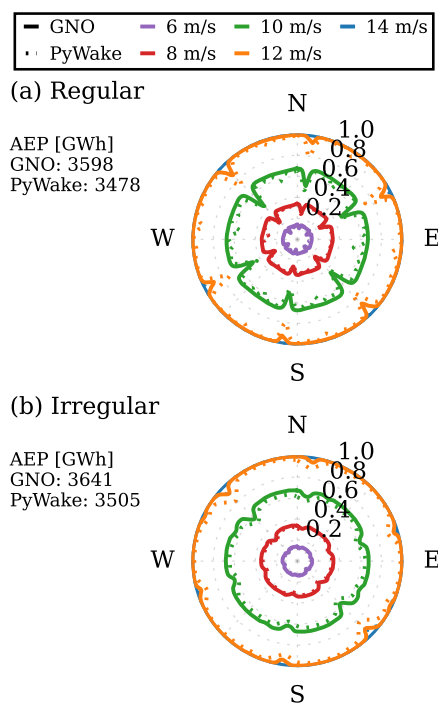 GNO 6 m/s 10 m/s 14 m/s
PyWake 8 m/s 12 m/s
(a) Regular
N
AEP [GWh]
GNO: 3598
PyWake: 3478
1.0
0.8
0.6
0.4
0.2
W E
S
(b) Irregular
N
AEP [GWh]
GNO: 3641
PyWake: 3505
1.0
0.8
0.6
0.4
0.2
W E
S